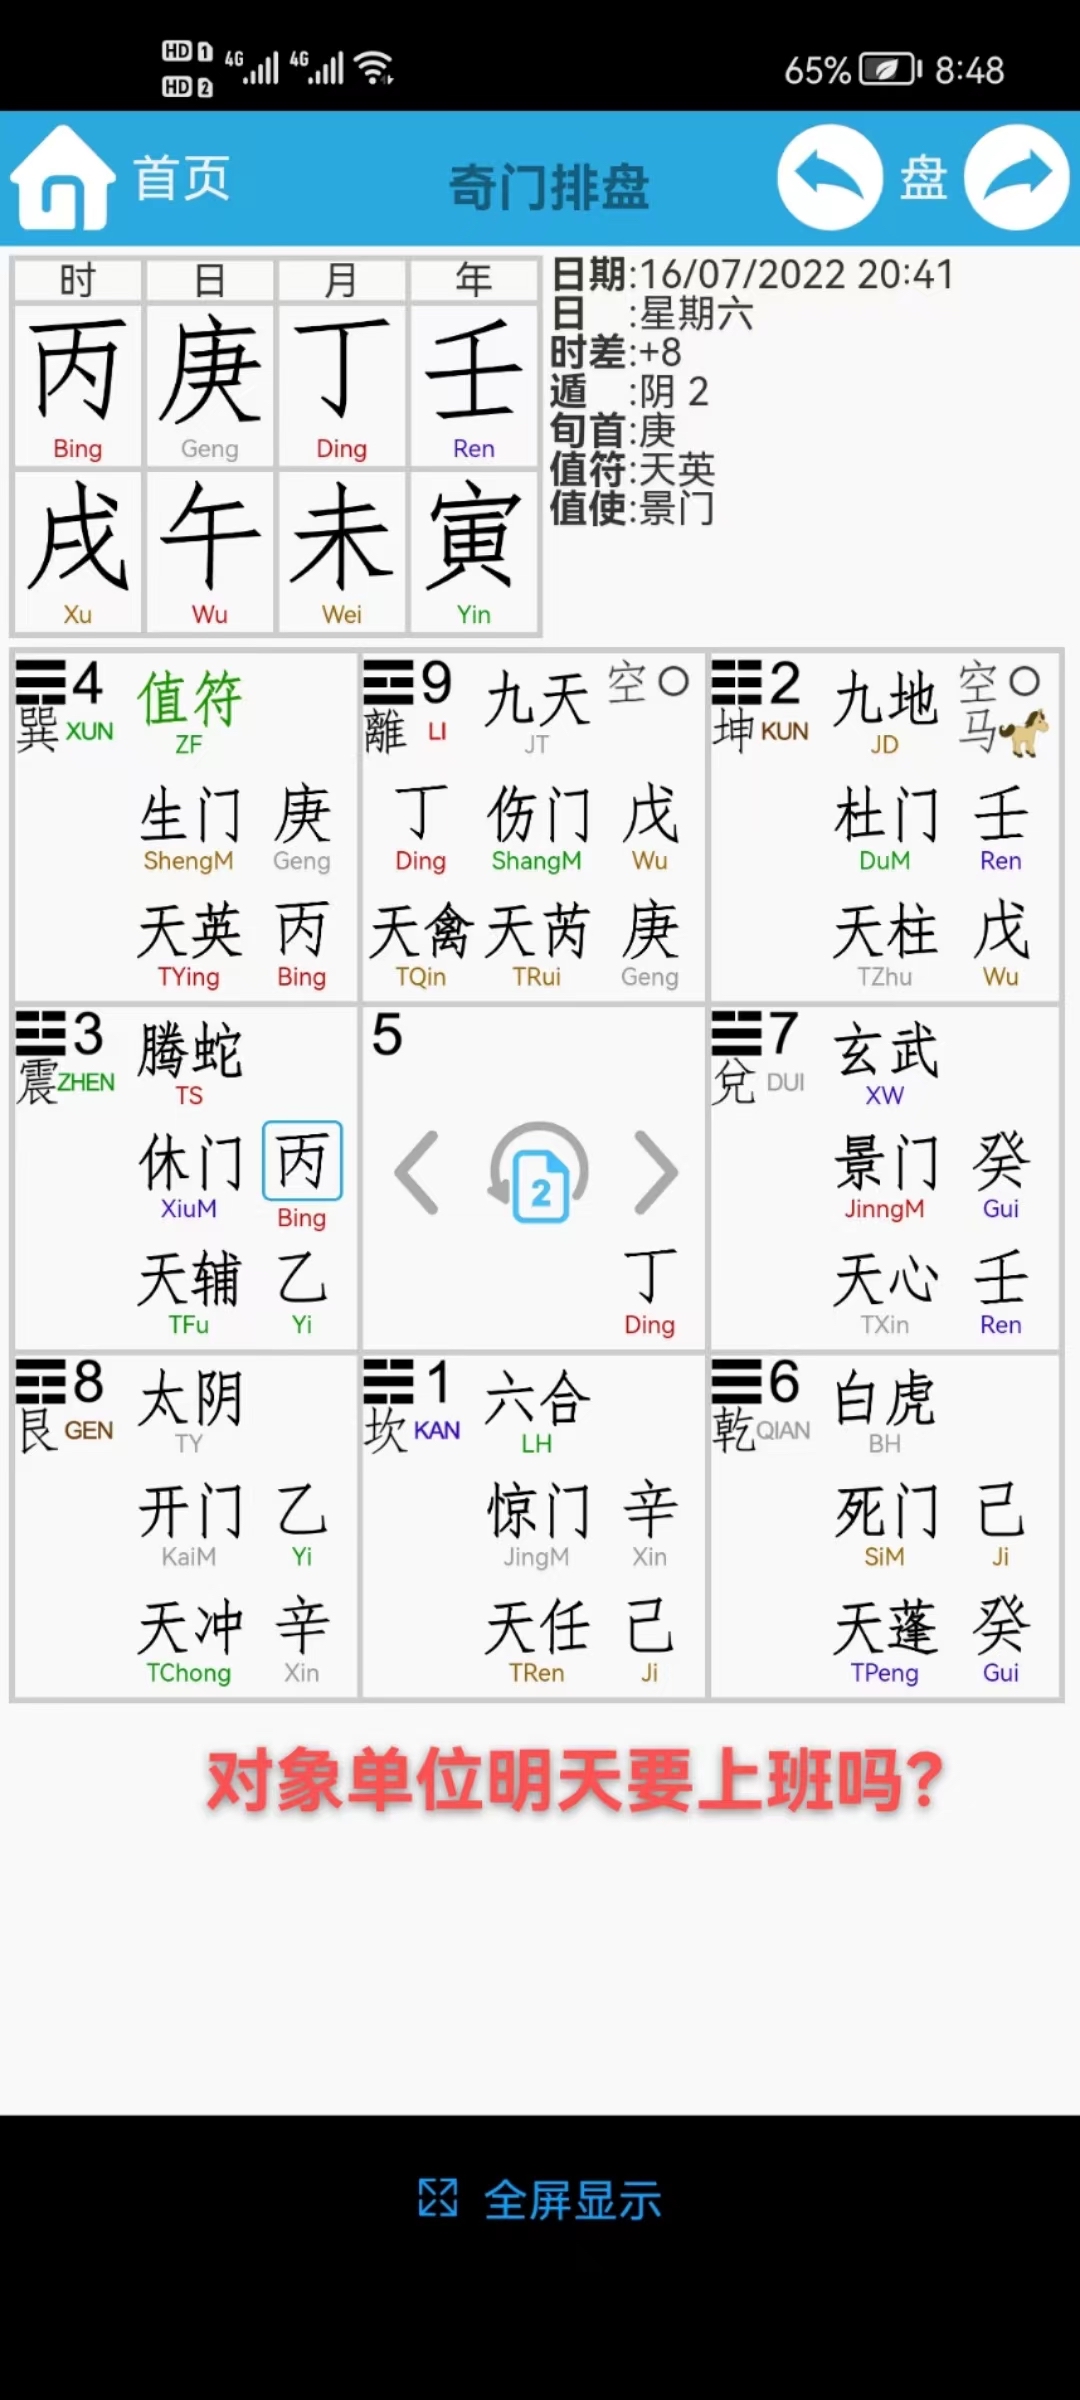 HD 1 4G 4G 65% 8:48
HD 2
首页 奇门排盘 盘
时 日 月 年
丙 庚 丁 壬
Bing Geng Ding Ren
戌 午 未 寅
Xu Wu Wei Yin
日期:16/07/2022 20:41
日 :星期六
时差:+8
遁 :阴 2
旬首:庚
值符:天英
值使:景门
4 值符
巽 XUN ZF
生门 庚
ShengM Geng
天英 丙
TYing Bing
9 九天 空
離 LI JT
丁 伤门 戊
Ding ShangM Wu
天禽 天芮 庚
TQin TRui Geng
2 九地 空
坤 KUN JD 马
杜门 壬
DuM Ren
天柱 戊
TZhu Wu
3 腾蛇
震 ZHEN TS
休门 丙
XiuM Bing
天辅 乙
TFu Yi
5
2
丁
Ding
7 玄武
兌 DUI XW
景门 癸
JinngM Gui
天心 壬
TXin Ren
8 太阴
艮 GEN TY
开门 乙
KaiM Yi
天冲 辛
TChong Xin
1 六合
坎 KAN LH
惊门 辛
JingM Xin
天任 己
TRen Ji
6 白虎
乾 QIAN BH
死门 己
SiM Ji
天蓬 癸
TPeng Gui
对象单位明天要上班吗?
全屏显示